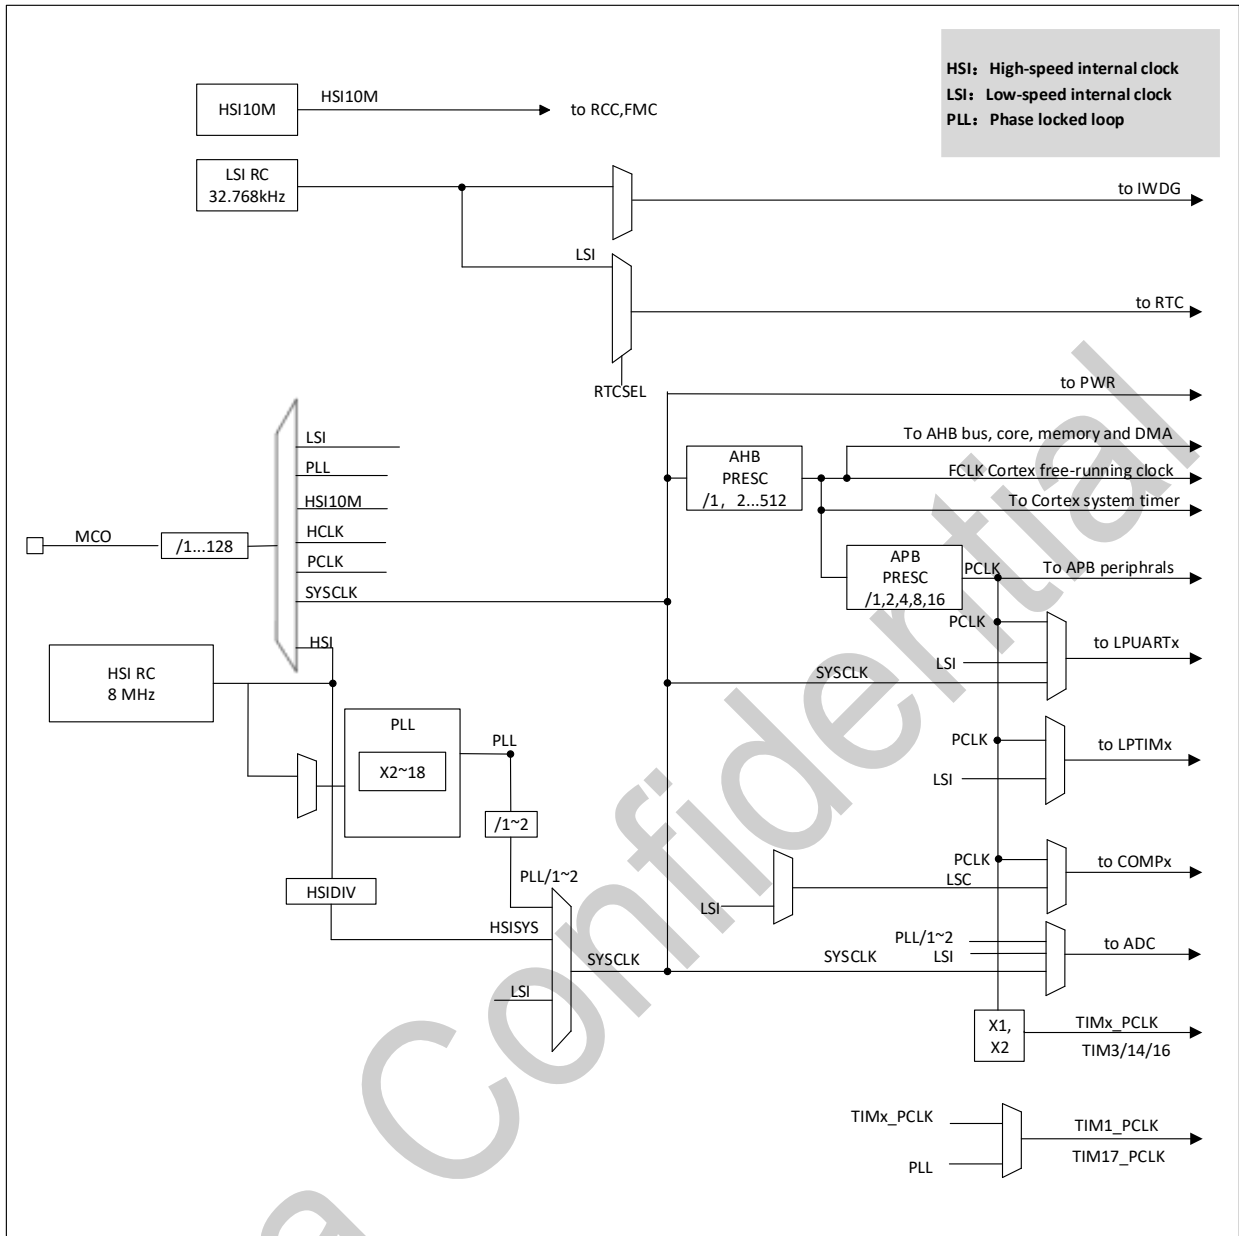 HSI： High-speed internal clock
LSI： Low-speed internal clock
PLL： Phase locked loop
HSI10M
HSI10M
to RCC,FMC
LSI RC
32.768kHz
to IWDG
LSI
to RTC
RTCSEL
to PWR
LSI
PLL
HSI10M
HCLK
PCLK
SYSCLK
HSI
MCO
/1...128
AHB
PRESC
/1， 2...512
To AHB bus, core, memory and DMA
FCLK Cortex free-running clock
To Cortex system timer
APB
PRESC
/1,2,4,8,16
PCLK
To APB periphrals
PCLK
LSI
SYSCLK
to LPUARTx
HSI RC
8 MHz
PLL
X2~18
PLL
/1~2
PCLK
LSI
to LPTIMx
HSIDIV
PLL/1~2
HSISYS
LSI
SYSCLK
PCLK
LSC
LSI
to COMPx
PLL/1~2
LSI
SYSCLK
to ADC
X1,
X2
TIMx_PCLK
TIM3/14/16
TIMx_PCLK
PLL
TIM1_PCLK
TIM17_PCLK
a Confidential